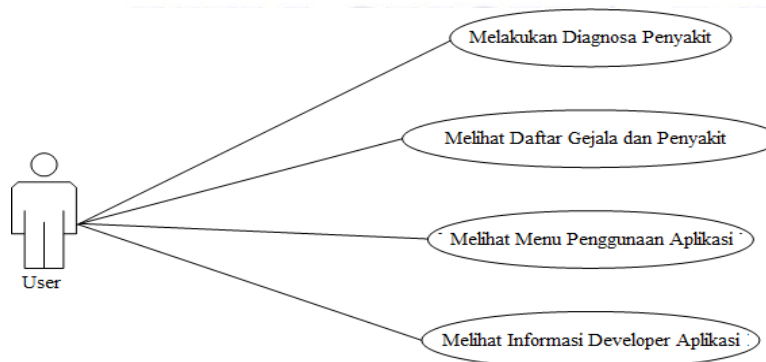 Melakukan Diagnosa Penyakit
Melihat Daftar Gejala dan Penyakit
Melihat Menu Penggunaan Aplikasi
User
Melihat Informasi Developer Aplikasi